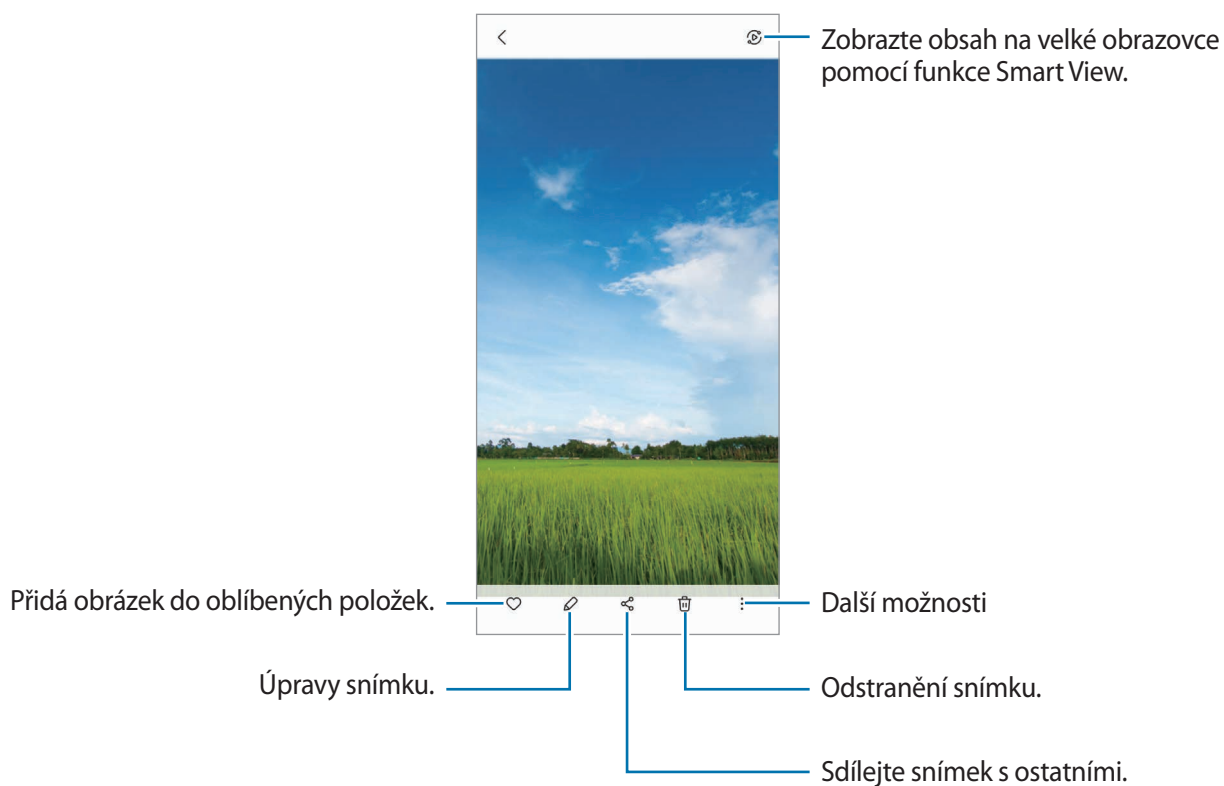 Zobrazte obsah na velké obrazovce
pomocí funkce Smart View.
Přidá obrázek do oblíbených položek.
Další možnosti
Úpravy snímku.
Odstranění snímku.
Sdílejte snímek s ostatními.